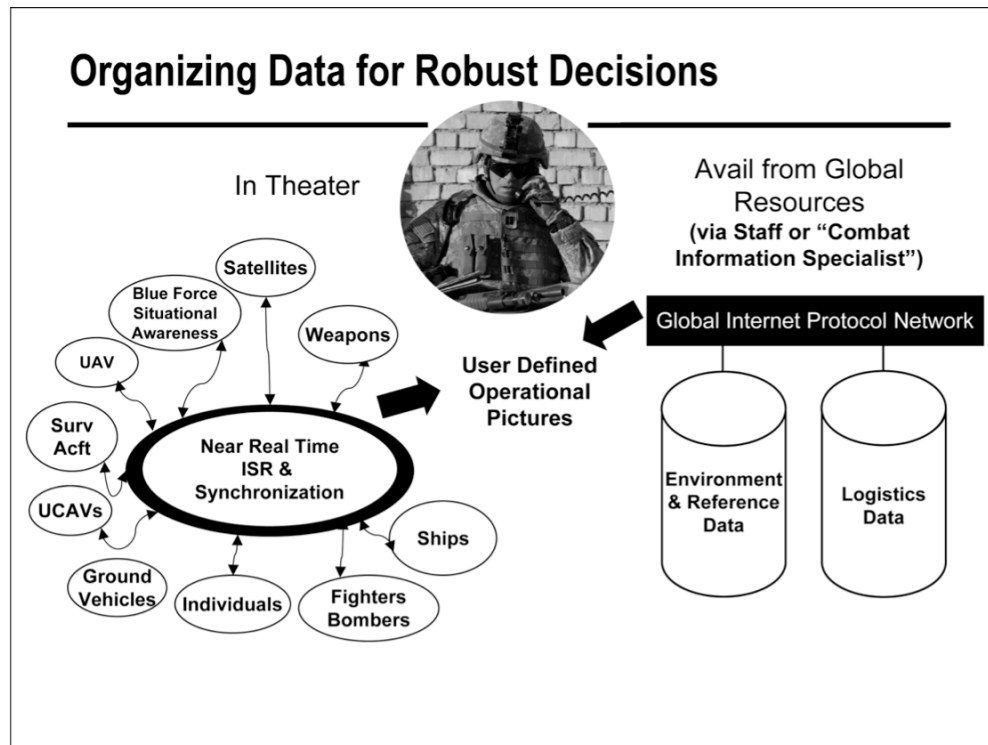 Organizing Data for Robust Decisions
In Theater
Avail from Global
Resources
(via Staff or “Combat
Information Specialist”)
Satellites
Blue Force
Situational
Awareness
Weapons
UAV
Surv
Acft
UCAVs
Ground
Vehicles
Individuals
Fighters
Bombers
Ships
Near Real Time
ISR &
Synchronization
User Defined
Operational
Pictures
Global Internet Protocol Network
Environment
& Reference
Data
Logistics
Data